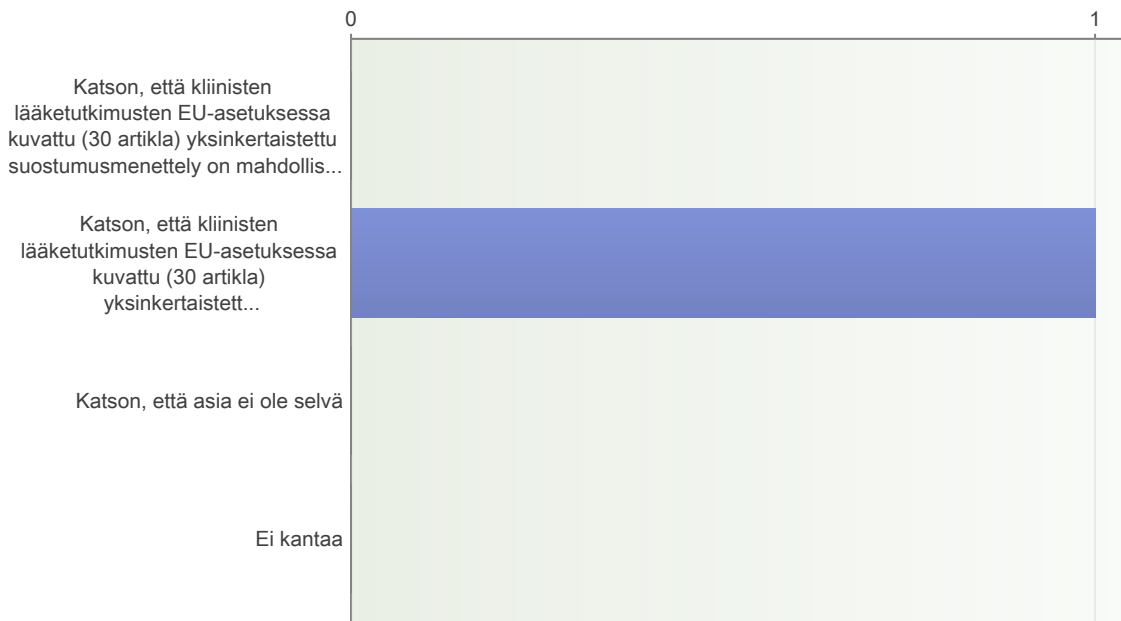 0 1
Katson, että kliinisten
lääketutkimusten EU-asetuksessa
kuvattu (30 artikla) yksinkertaistettu
suostumusmenettely on mahdollis...
Katson, että kliinisten
lääketutkimusten EU-asetuksessa
kuvattu (30 artikla)
yksinkertaistett...
Katson, että asia ei ole selvä
Ei kantaa